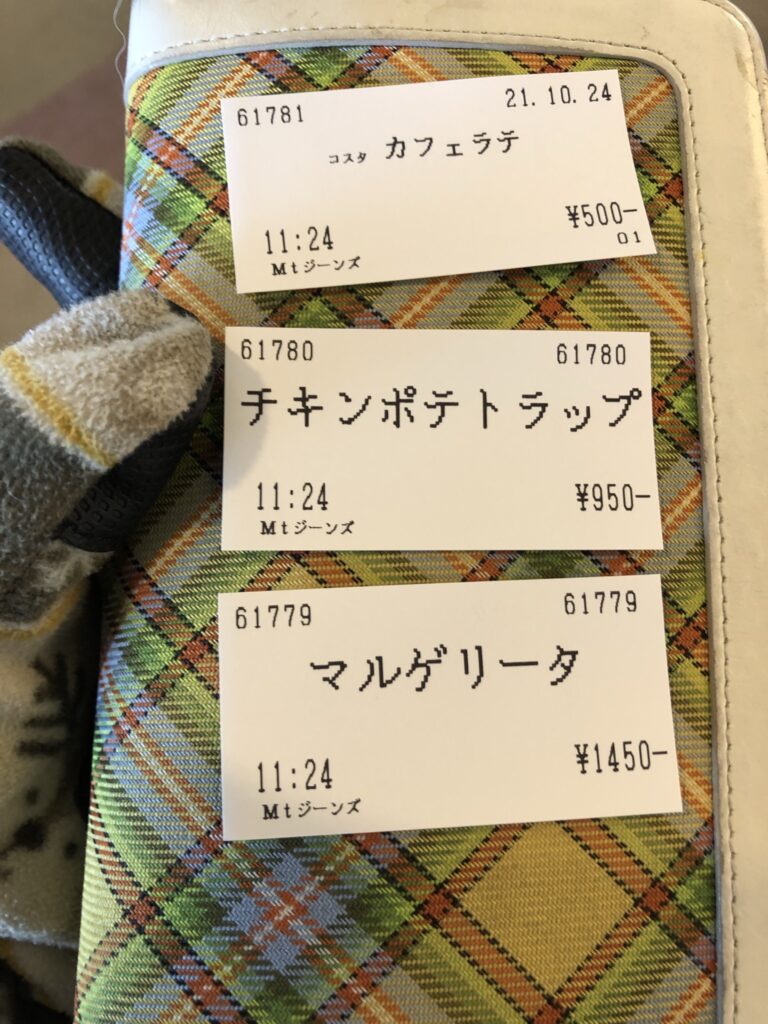 61781 21.10.24
コスタ カフェラテ
¥500-
01
11:24
Mtジーンズ
61780 61780
チキンポテトラップ
11:24 ¥950-
Mtジーンズ
61779 61779
マルゲリータ
11:24 ¥1450-
Mtジーンズ